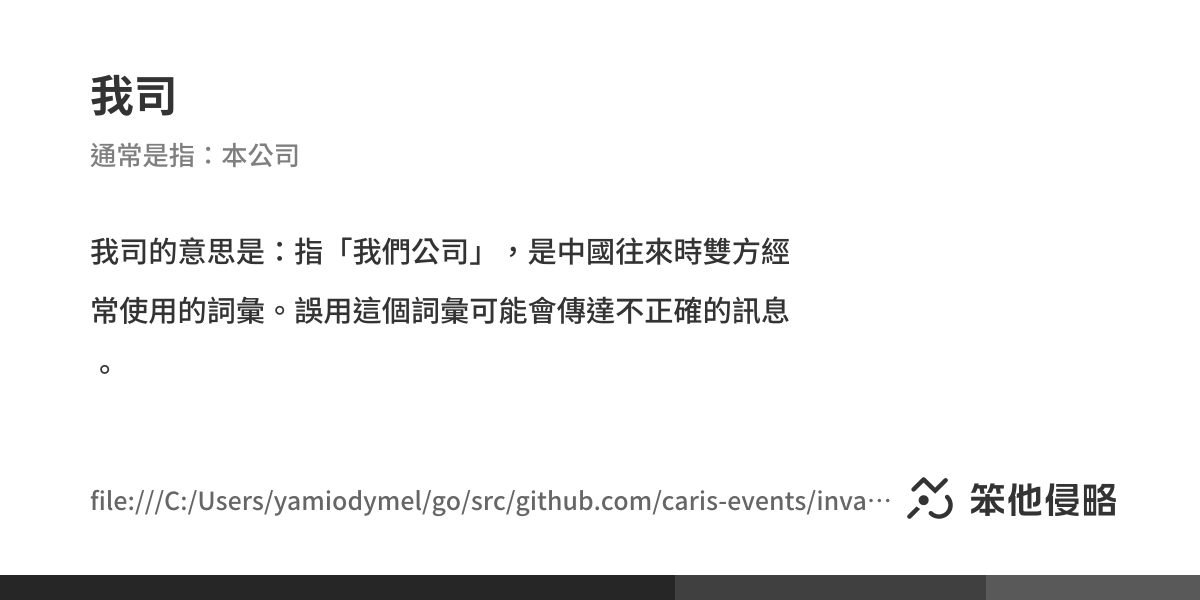 我司
通常是指：本公司
我司的意思是：指「我們公司」，是中國往來時雙方經
常使用的詞彙。誤用這個詞彙可能會傳達不正確的訊息
。
file:///C:/Users/yamiodymel/go/src/github.com/caris-events/inva…
笨他侵略